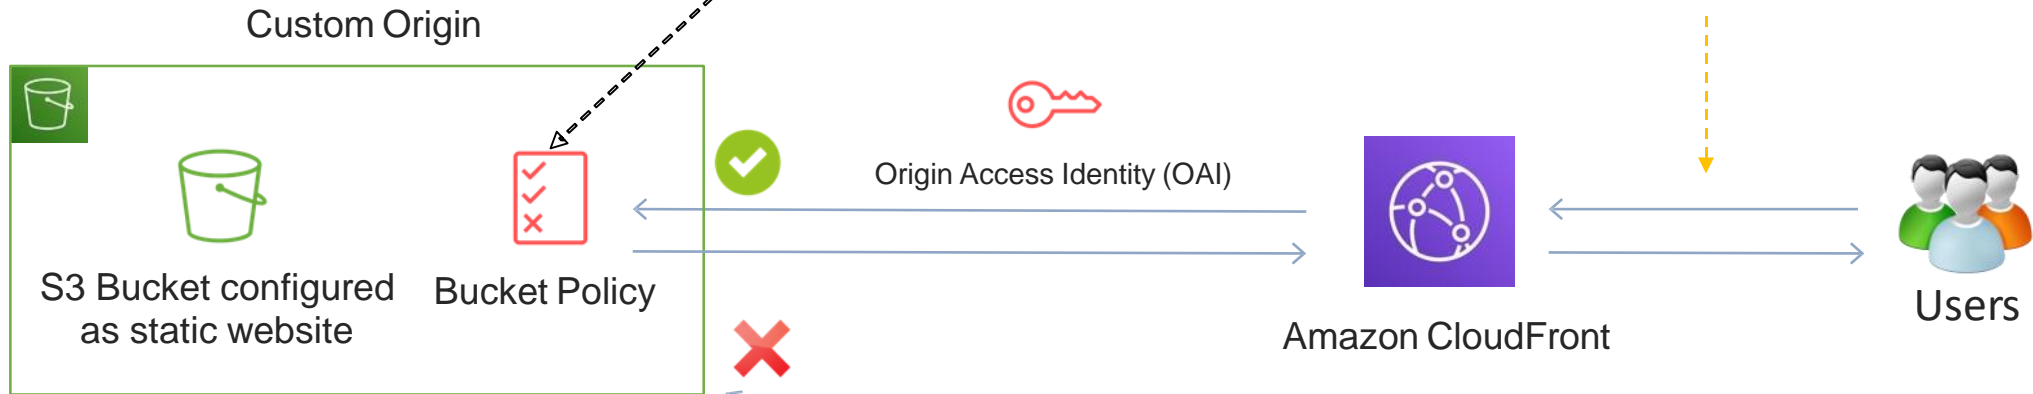 Custom Origin
Origin Access Identity (OAI)
S3 Bucket configured
as static website
Bucket Policy
Amazon CloudFront
Users